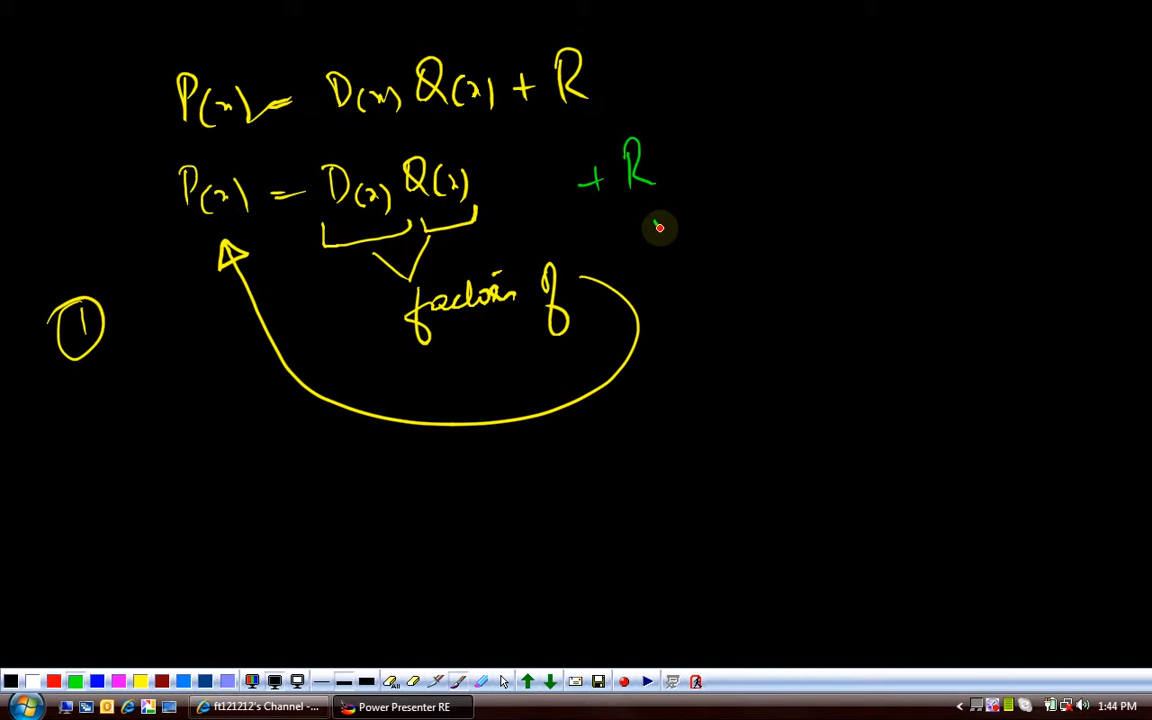 P(x) = D(x) Q(x) + R
P(x) = D(x) Q(x) + R
factors of
1
ft121212's Channel - ...
Power Presenter RE
1:44 PM